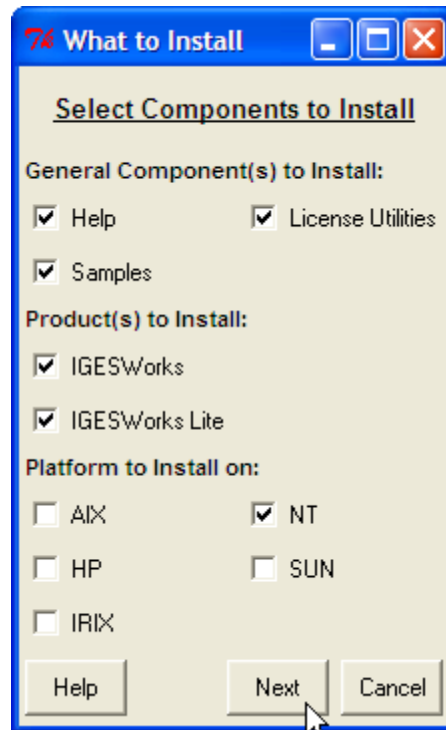 What to Install
Select Components to Install
General Component(s) to Install:
Help License Utilities
Samples
Product(s) to Install:
IGESWorks
IGESWorks Lite
Platform to Install on:
AIX NT
HP SUN
IRIX
Help Next Cancel